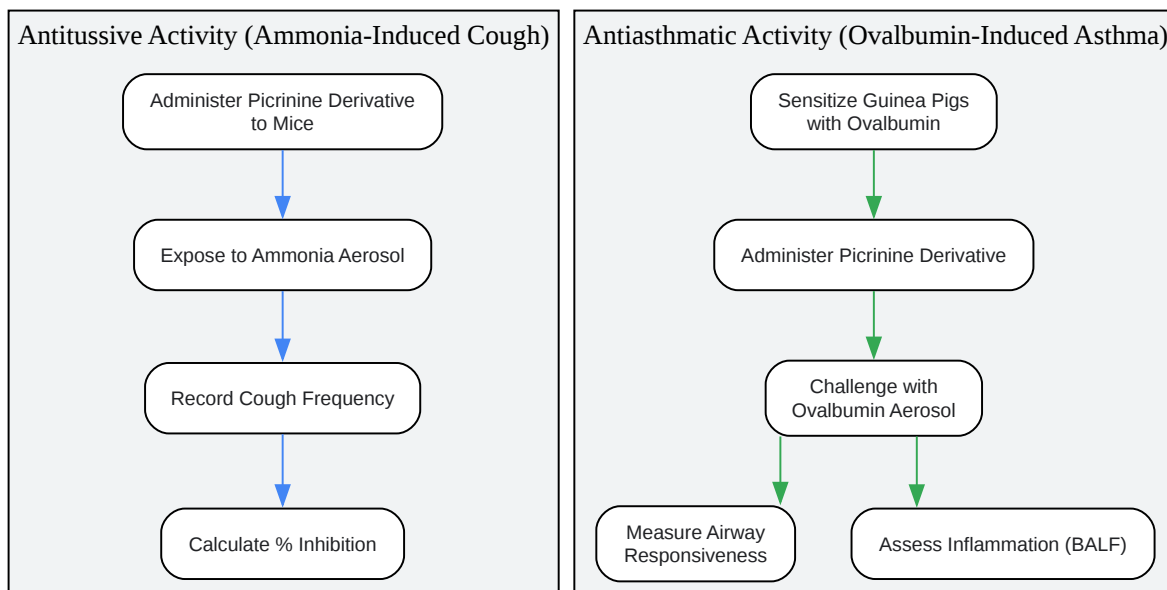 Antitussive Activity (Ammonia-Induced Cough)
Administer Picrinine Derivative
to Mice
Expose to Ammonia Aerosol
Record Cough Frequency
Calculate % Inhibition
Antiasthmatic Activity (Ovalbumin-Induced Asthma)
Sensitize Guinea Pigs
with Ovalbumin
Administer Picrinine Derivative
Challenge with
Ovalbumin Aerosol
Measure Airway
Responsiveness
Assess Inflammation (BALF)